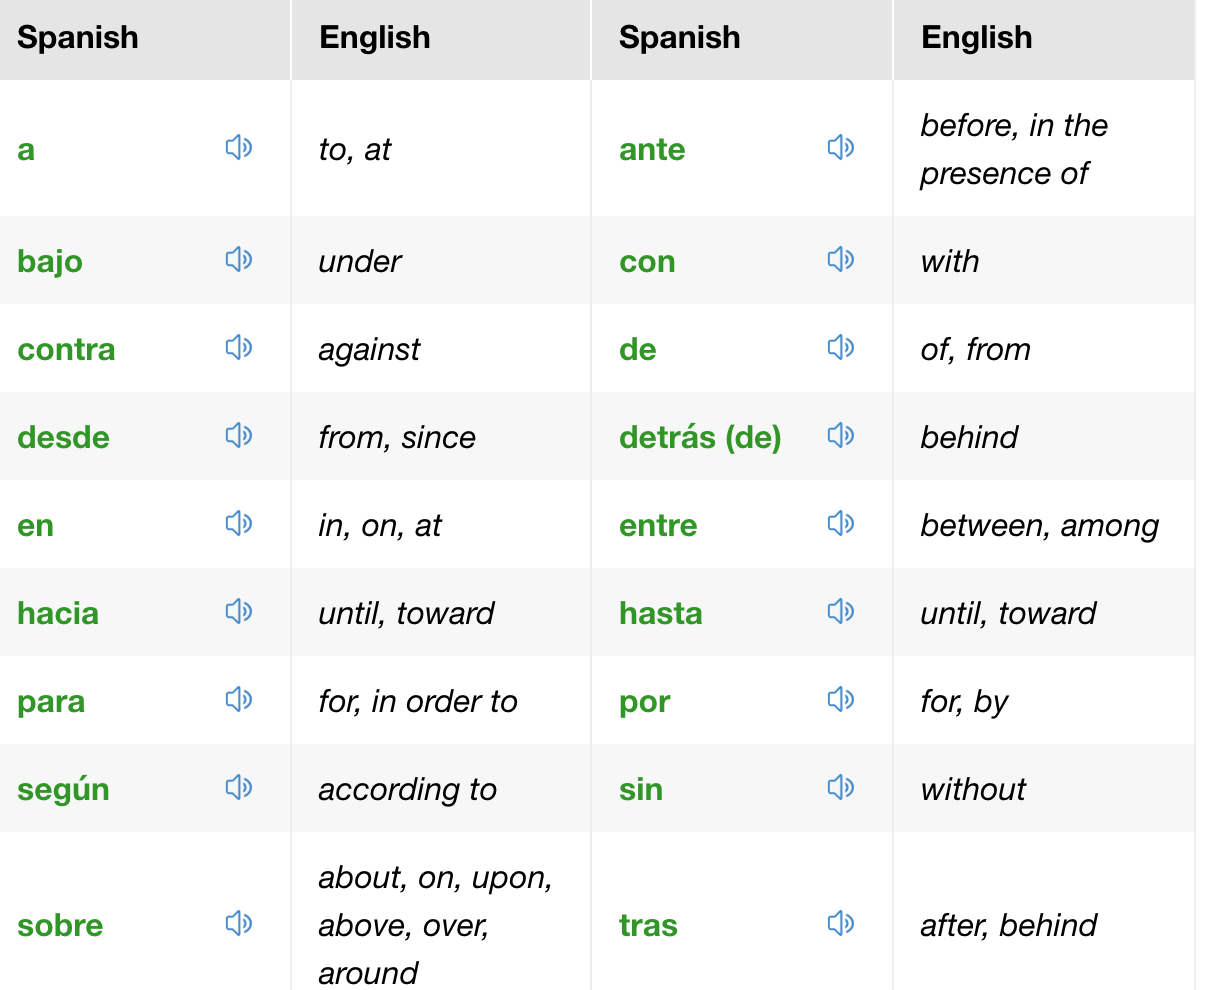 Spanish English Spanish English
a to, at ante before, in the
presence of
bajo under con with
contra against de of, from
desde from, since detrás (de) behind
en in, on, at entre between, among
hacia until, toward hasta until, toward
para for, in order to por for, by
según according to sin without
sobre about, on, upon,
above, over,
around tras after, behind